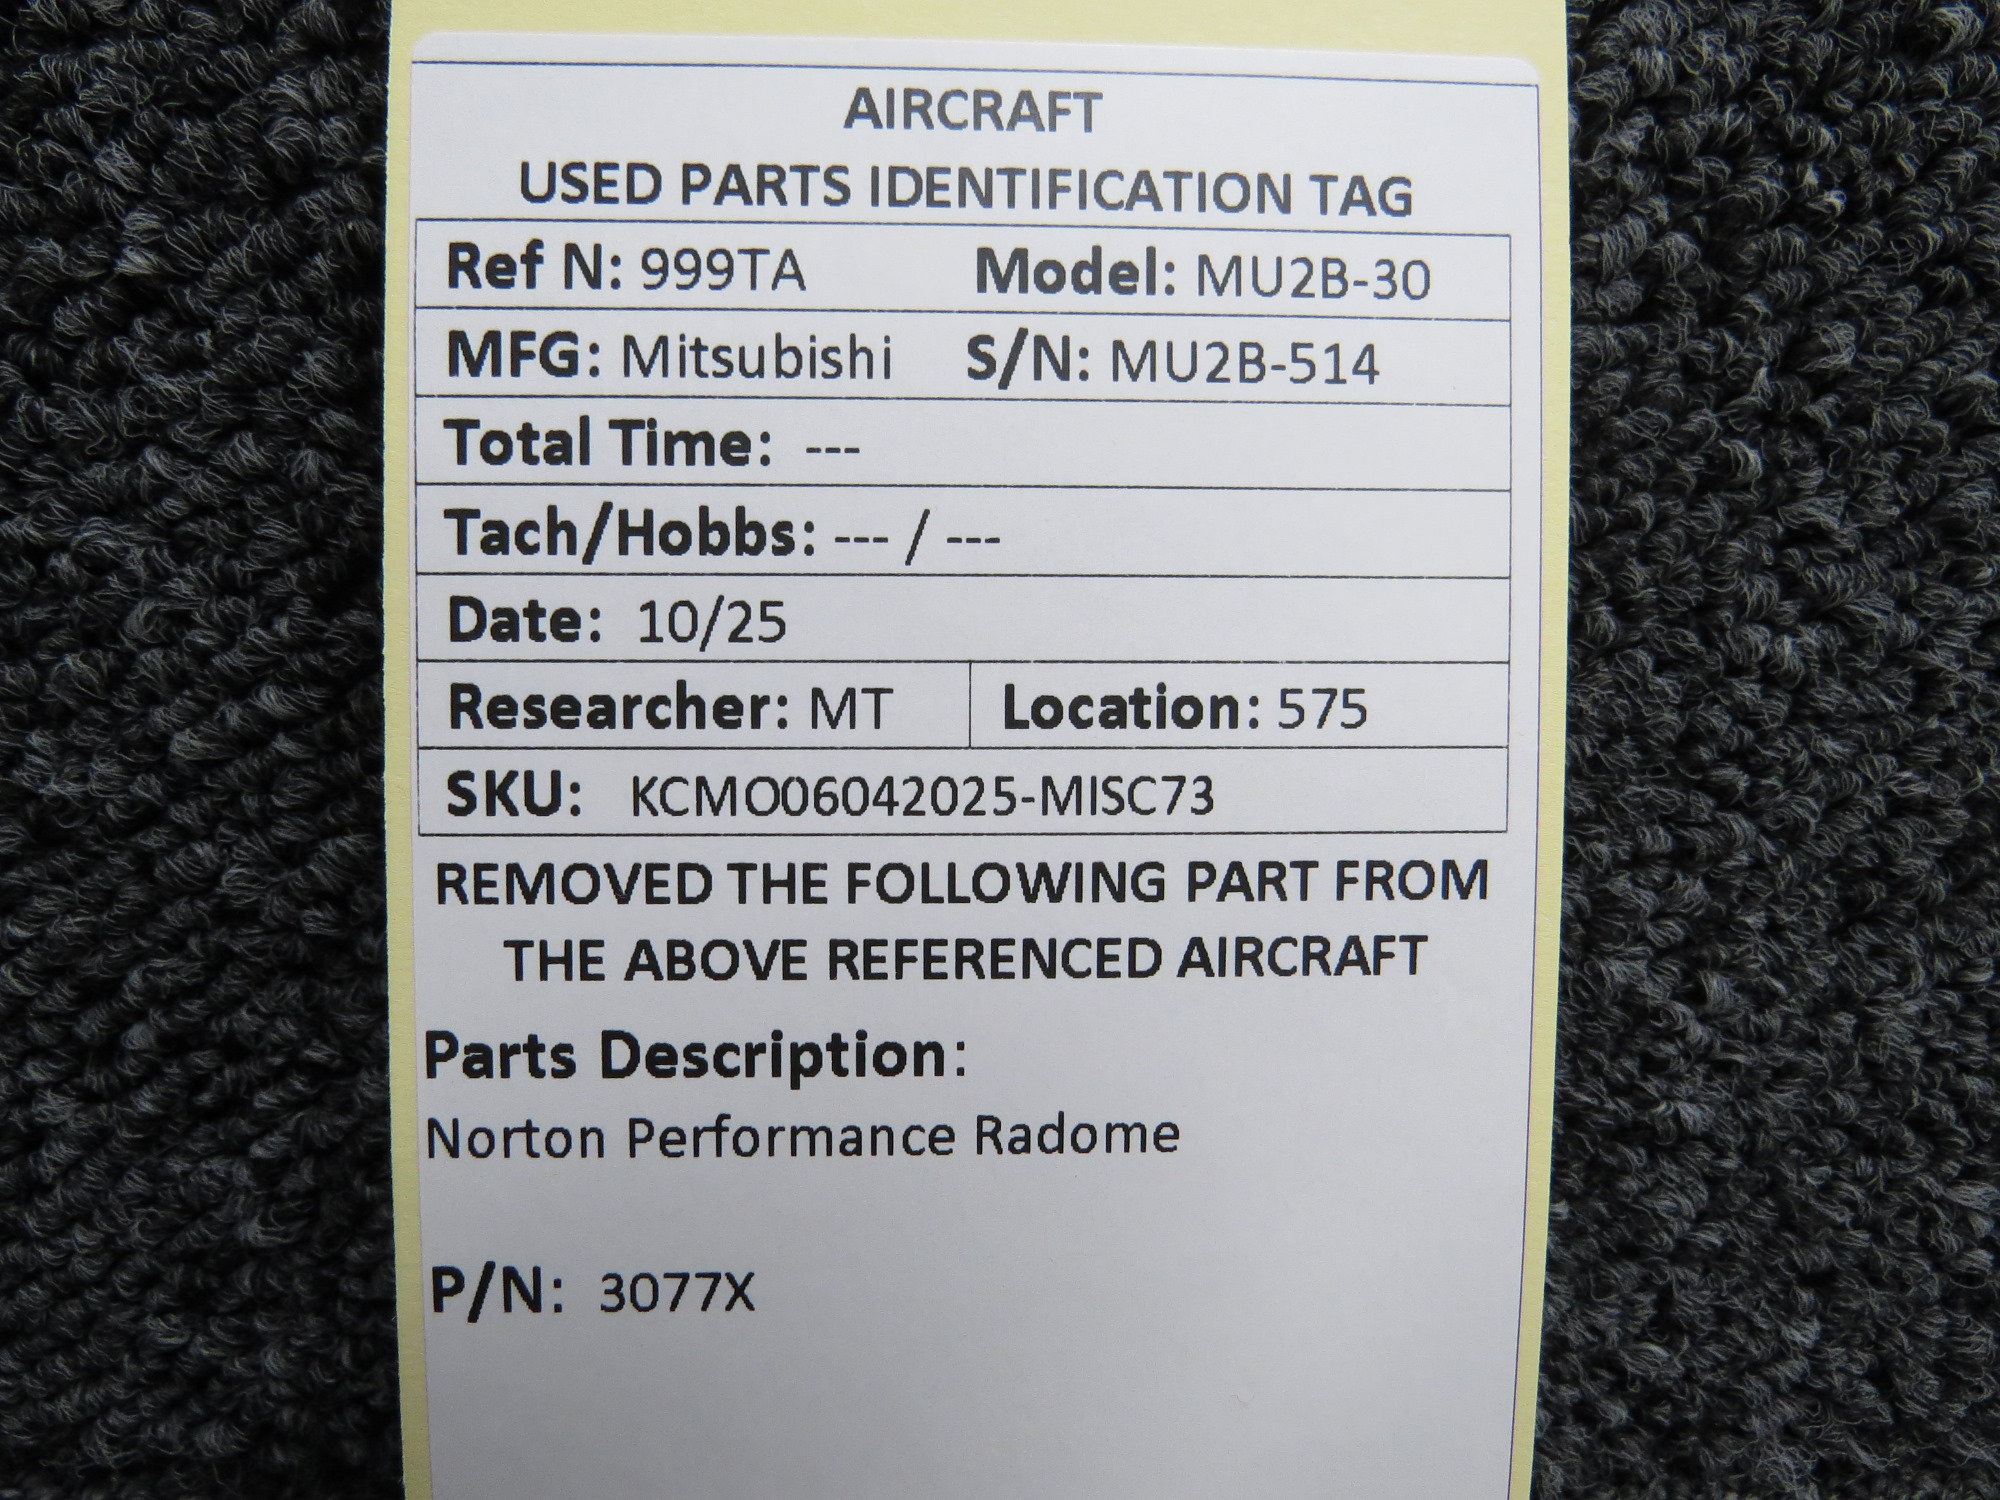 AIRCRAFT
USED PARTS IDENTIFICATION TAG
Ref N: 999TA Model: MU2B-30
MFG: Mitsubishi S/N: MU2B-514
Total Time: ---
Tach/Hobbs: --- / ---
Date: 10/25
Researcher: MT Location: 575
SKU: KCMO06042025-MISC73
REMOVED THE FOLLOWING PART FROM
THE ABOVE REFERENCED AIRCRAFT
Parts Description:
Norton Performance Radome
P/N: 3077X